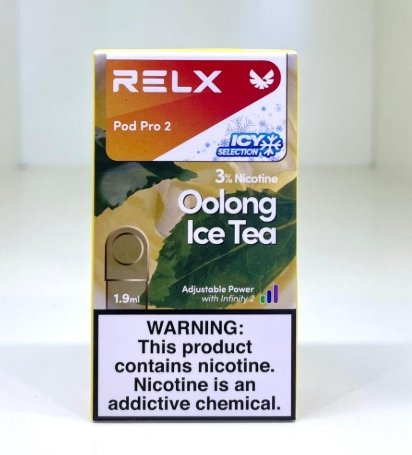 RELX
Pod Pro 2
ICY
SELECTION
3% Nicotine
Oolong
Ice Tea
Adjustable Power
with Infinity 2
1.9ml
WARNING:
This product
contains nicotine.
Nicotine is an
addictive chemical.